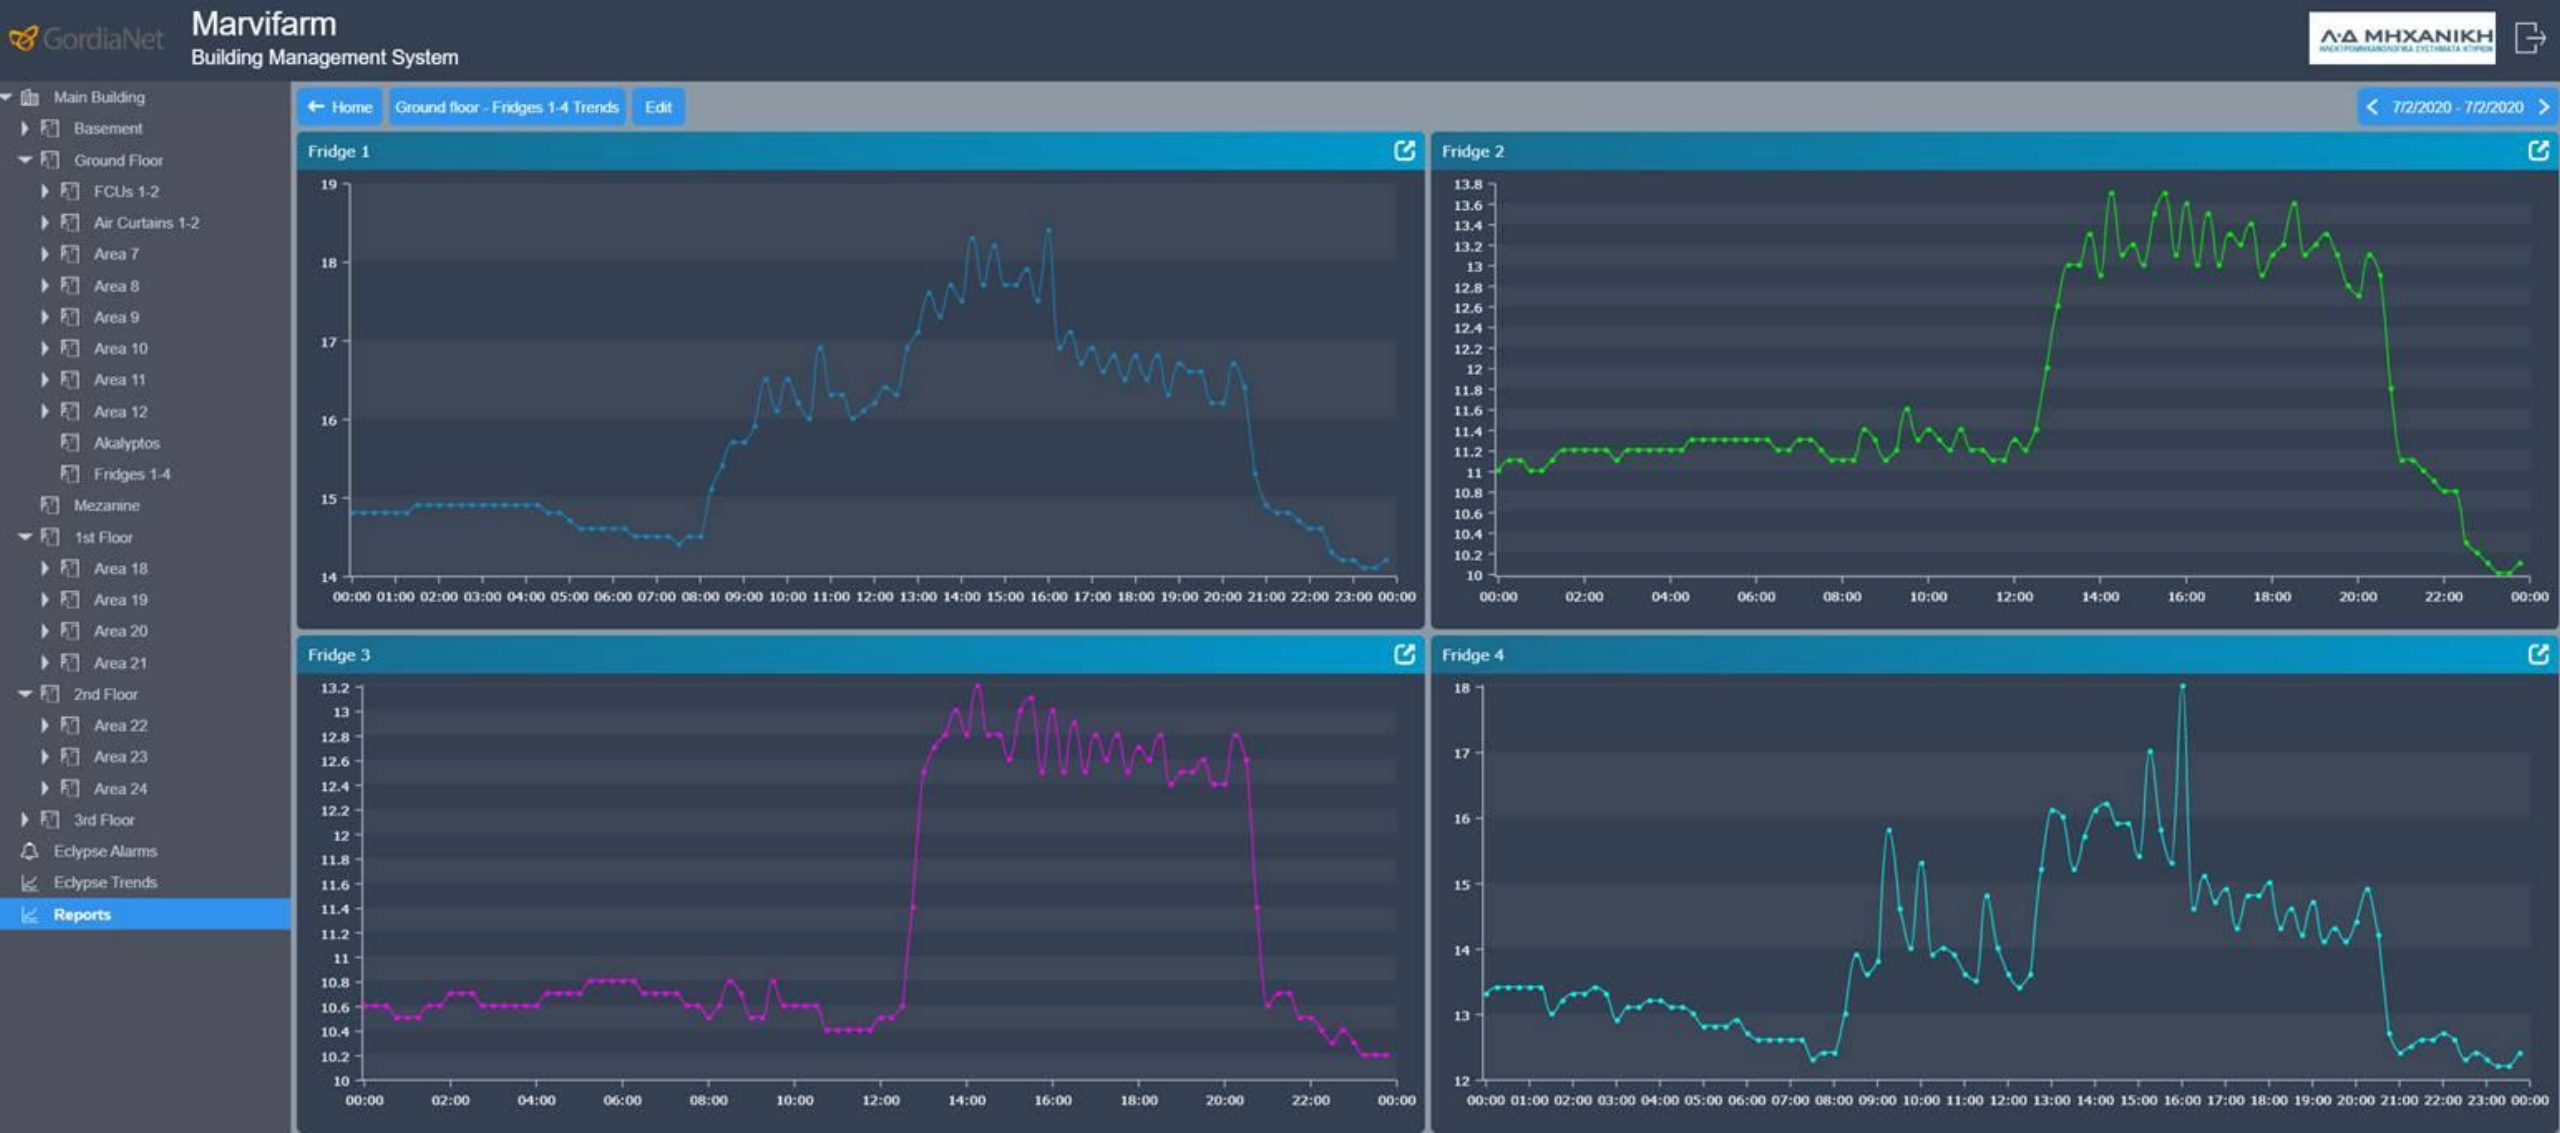 GordiaNet
Marvifarm
Building Management System
Λ·Δ ΜΗΧΑΝΙΚΗ
ΗΛΕΚΤΡΟΜΗΧΑΝΟΛΟΓΙΚΑ ΣΥΣΤΗΜΑΤΑ ΚΤΙΡΙΩΝ
Main Building
Basement
Ground Floor
FCUs 1-2
Air Curtains 1-2
Area 7
Area 8
Area 9
Area 10
Area 11
Area 12
Akalyptos
Fridges 1-4
Mezanine
1st Floor
Area 18
Area 19
Area 20
Area 21
2nd Floor
Area 22
Area 23
Area 24
3rd Floor
Eclypse Alarms
Eclypse Trends
Reports
Home Ground floor - Fridges 1-4 Trends Edit
7/2/2020 - 7/2/2020
Fridge 1
19
18
17
16
15
14
00:00 01:00 02:00 03:00 04:00 05:00 06:00 07:00 08:00 09:00 10:00 11:00 12:00 13:00 14:00 15:00 16:00 17:00 18:00 19:00 20:00 21:00 22:00 23:00 00:00
Fridge 2
13.8
13.6
13.4
13.2
13
12.8
12.6
12.4
12.2
12
11.8
11.6
11.4
11.2
11
10.8
10.6
10.4
10.2
10
00:00 02:00 04:00 06:00 08:00 10:00 12:00 14:00 16:00 18:00 20:00 22:00 00:00
Fridge 3
13.2
13
12.8
12.6
12.4
12.2
12
11.8
11.6
11.4
11.2
11
10.8
10.6
10.4
10.2
10
00:00 02:00 04:00 06:00 08:00 10:00 12:00 14:00 16:00 18:00 20:00 22:00 00:00
Fridge 4
18
17
16
15
14
13
12
00:00 01:00 02:00 03:00 04:00 05:00 06:00 07:00 08:00 09:00 10:00 11:00 12:00 13:00 14:00 15:00 16:00 17:00 18:00 19:00 20:00 21:00 22:00 23:00 00:00